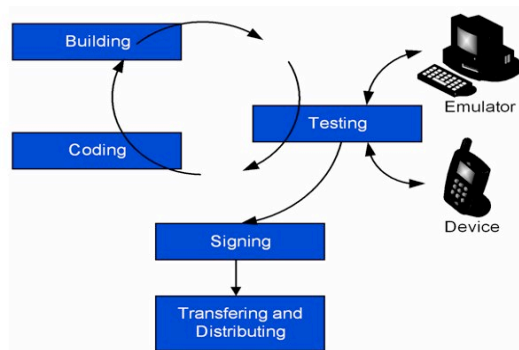 Building
Emulator
Testing
Coding
Device
Signing
Transfering and
Distributing